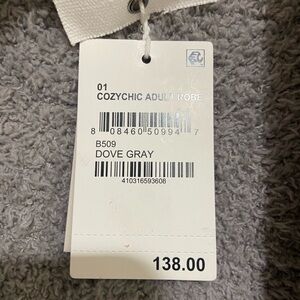 01
COZYCHIC ADULT ROBE
8 08460 50994 7
B509
DOVE GRAY
410316593608
138.00